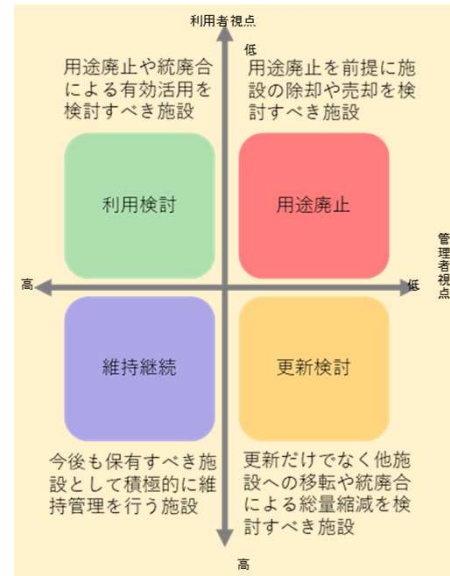 利用者視点
低
用途廃止や統廃合
による有効活用を
検討すべき施設
用途廃止を前提に施
設の除却や売却を検
討すべき施設
利用検討
用途廃止
管理者視点
高
低
維持継続
更新検討
今後も保有すべき施
設として積極的に維
持管理を行う施設
更新だけでなく他施
設への移転や統廃合
による総量縮減を検
討すべき施設
高